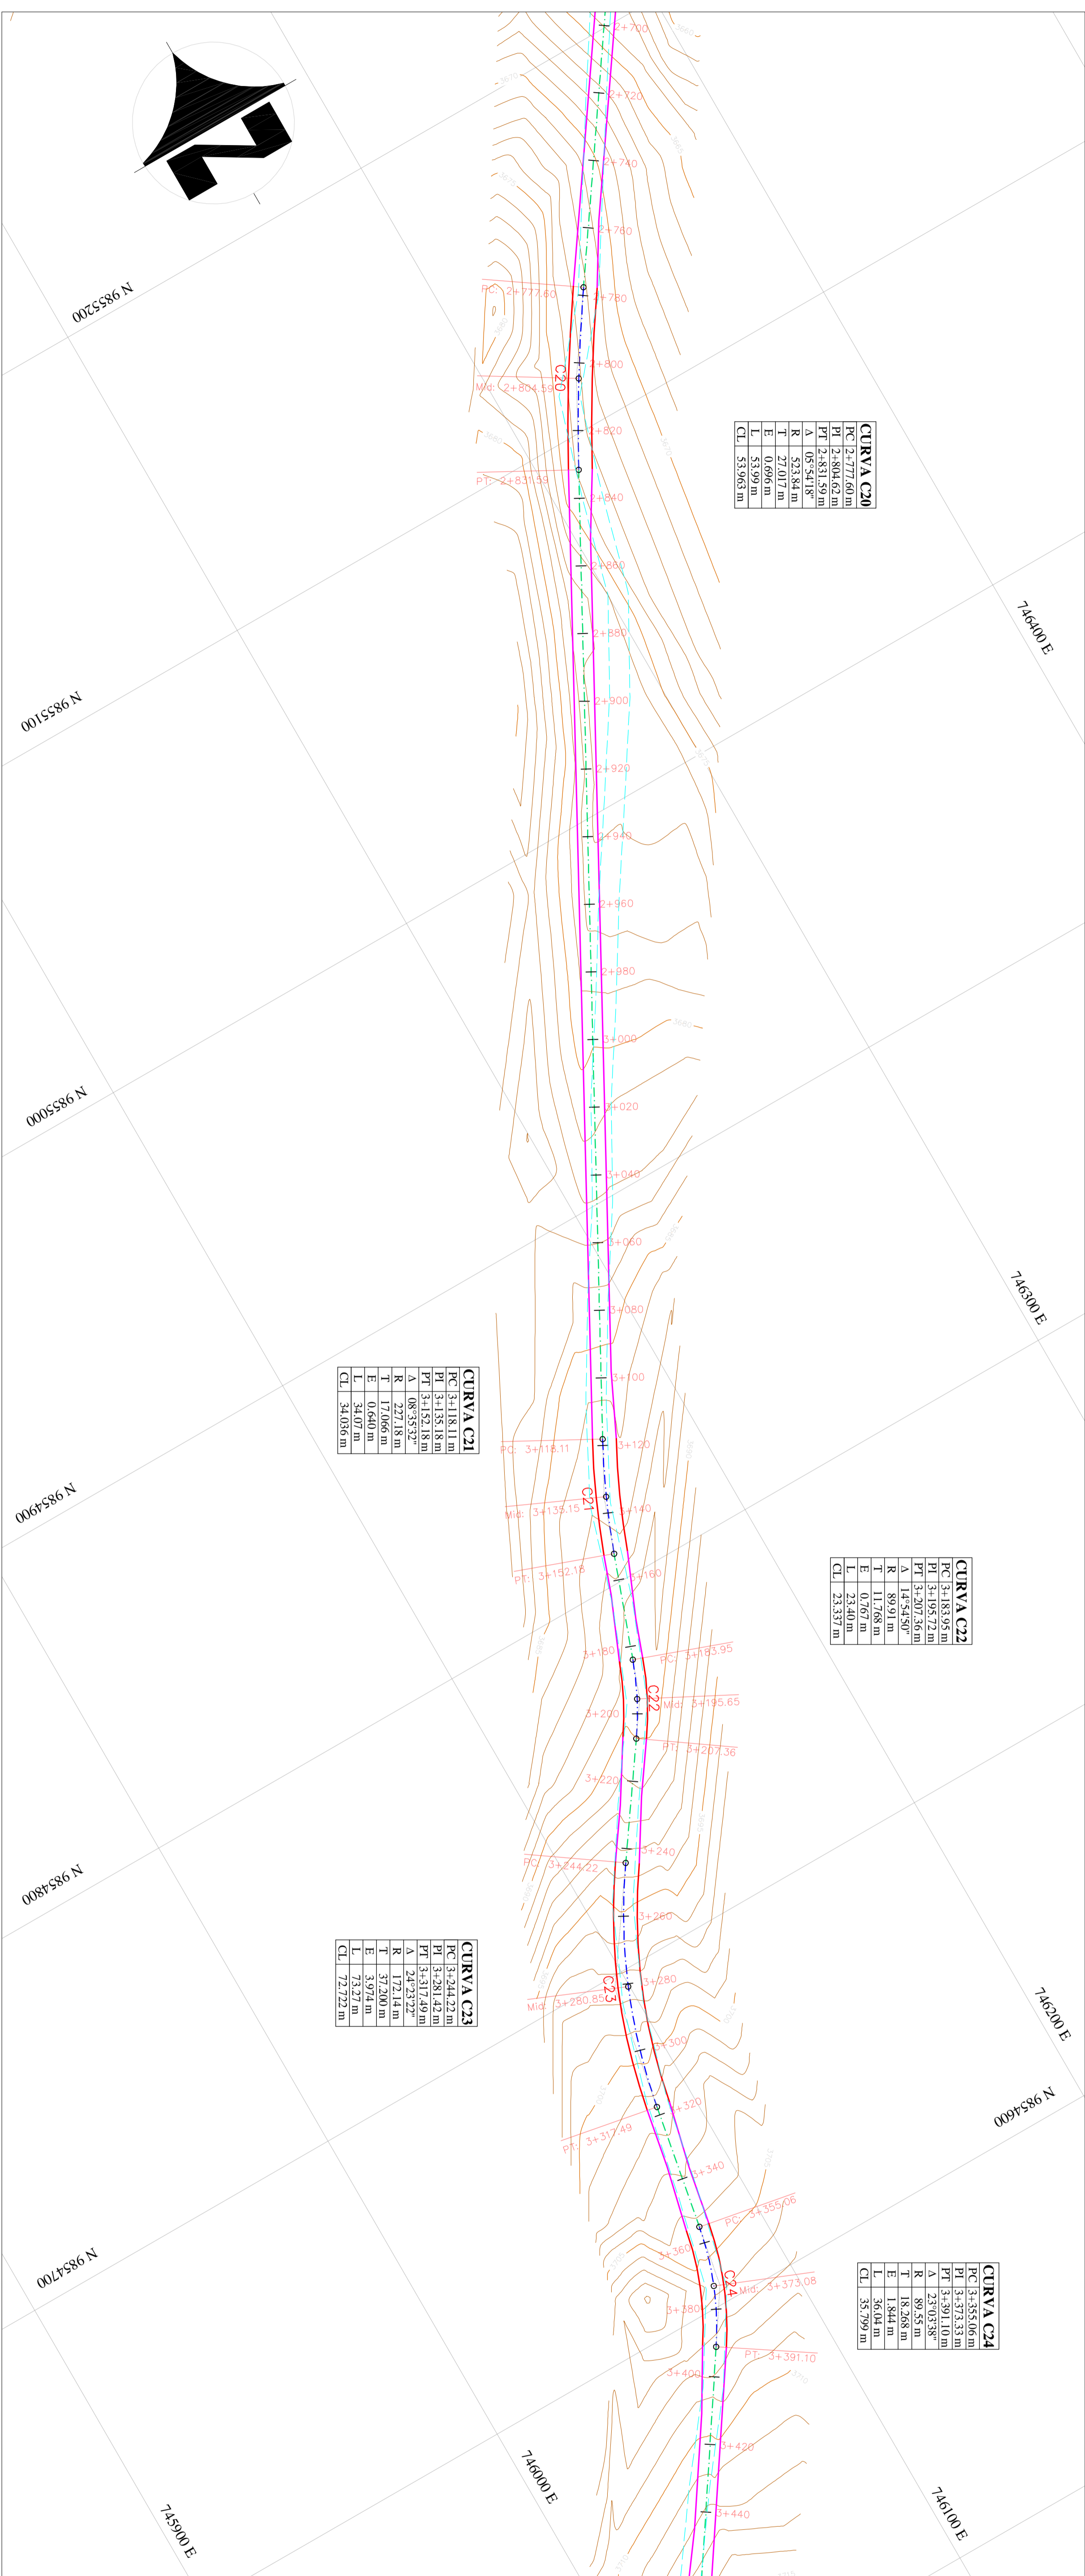 CURVA C20
PC 2+777.60 m
PI 2+804.62 m
PT 2+831.59 m
Δ 05°54'18"
R 523.84 m
T 27.017 m
E 0.696 m
L 53.99 m
CL 53.963 m
CURVA C21
PC 3+118.11 m
PI 3+135.18 m
PT 3+152.18 m
Δ 08°35'32"
R 227.18 m
T 17.066 m
E 0.640 m
L 34.07 m
CL 34.036 m
CURVA C22
PC 3+183.95 m
PI 3+195.72 m
PT 3+207.36 m
Δ 14°54'50"
R 89.91 m
T 11.768 m
E 0.767 m
L 23.40 m
CL 23.337 m
CURVA C23
PC 3+244.22 m
PI 3+281.42 m
PT 3+317.49 m
Δ 24°23'22"
R 172.14 m
T 37.200 m
E 3.974 m
L 73.27 m
CL 72.722 m
CURVA C24
PC 3+355.06 m
PI 3+373.33 m
PT 3+391.10 m
Δ 23°03'38"
R 89.55 m
T 18.268 m
E 1.844 m
L 36.04 m
CL 35.799 m
N 9855200
N 9855100
N 9855000
N 9854900
N 9854800
N 9854700
N 9854600
746400 E
746300 E
746200 E
746100 E
746000 E
745900 E
N
2+700
2+720
2+740
2+760
PC: 2+777.60
2+780
2+800
C20
Mid: 2+804.59
2+820
PT: 2+831.59
2+840
2+860
2+880
2+900
2+920
2+940
2+960
2+980
3+000
3+020
3+040
3+060
3+080
3+100
PC: 3+118.11
3+120
C21
Mid: 3+135.15
3+140
PT: 3+152.18
3+160
3+180
PC: 3+183.95
C22
Mid: 3+195.65
3+200
PT: 3+207.36
3+220
3+240
PC: 3+244.22
3+260
3+280
C23
Mid: 3+280.85
3+300
PT: 3+317.49
3+320
3+340
PC: 3+355.06
3+360
C24
Mid: 3+373.08
3+380
PT: 3+391.10
3+400
3+420
3+440
3670
3670
3680
3670
3675
3680
3685